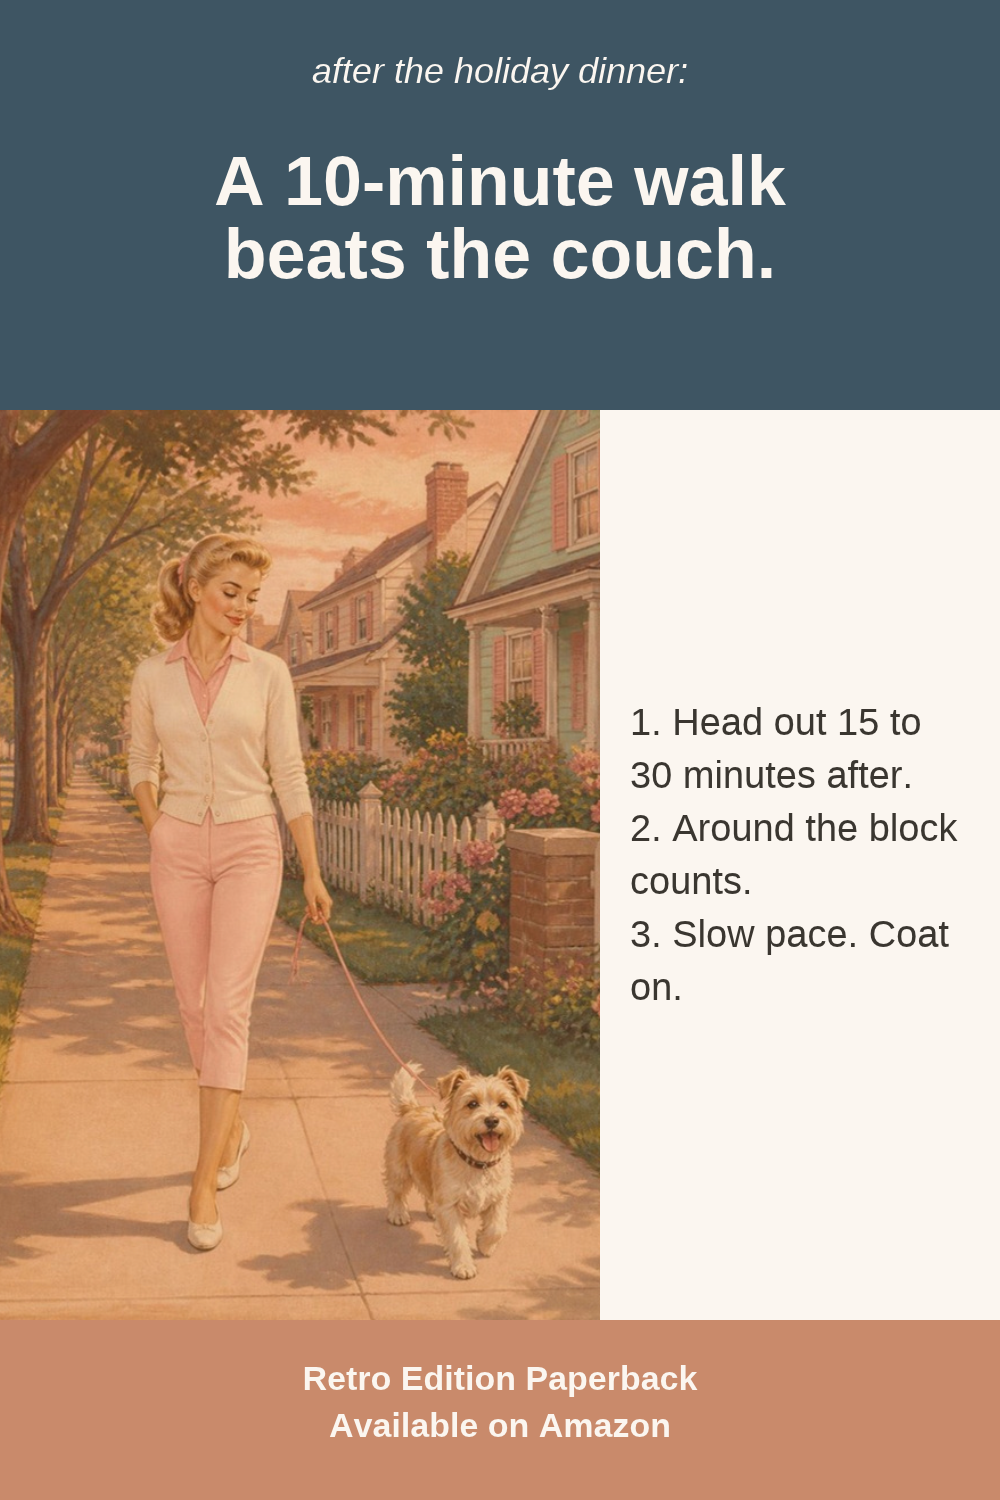 after the holiday dinner:
A 10-minute walk
beats the couch.
1. Head out 15 to
30 minutes after.
2. Around the block
counts.
3. Slow pace. Coat
on.
Retro Edition Paperback
Available on Amazon